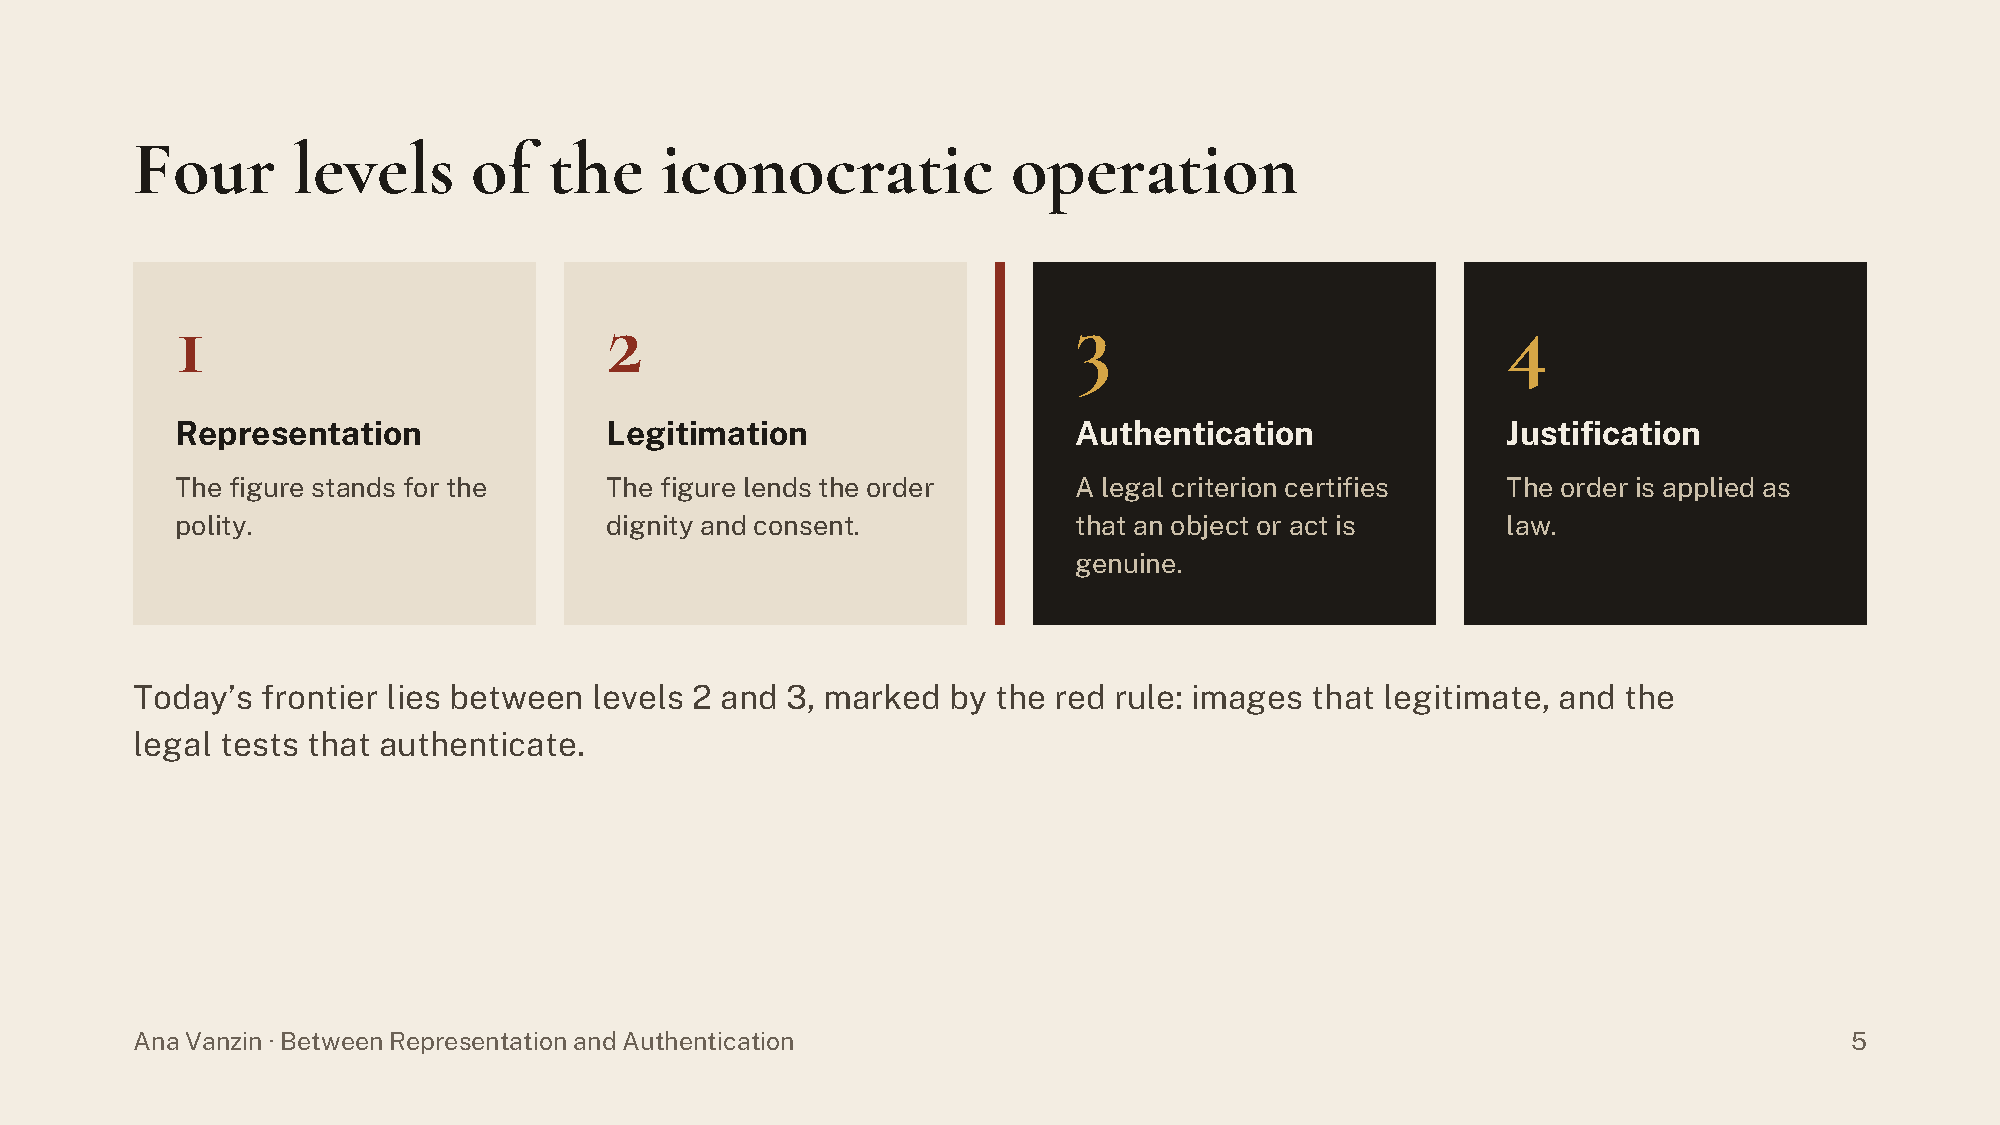 Four levels of the iconocratic operation
1
Representation
The figure stands for the
polity.
2
Legitimation
The figure lends the order
dignity and consent.
3
Authentication
A legal criterion certifies
that an object or act is
genuine.
4
Justification
The order is applied as
law.
Today’s frontier lies between levels 2 and 3, marked by the red rule: images that legitimate, and the
legal tests that authenticate.
Ana Vanzin · Between Representation and Authentication
5